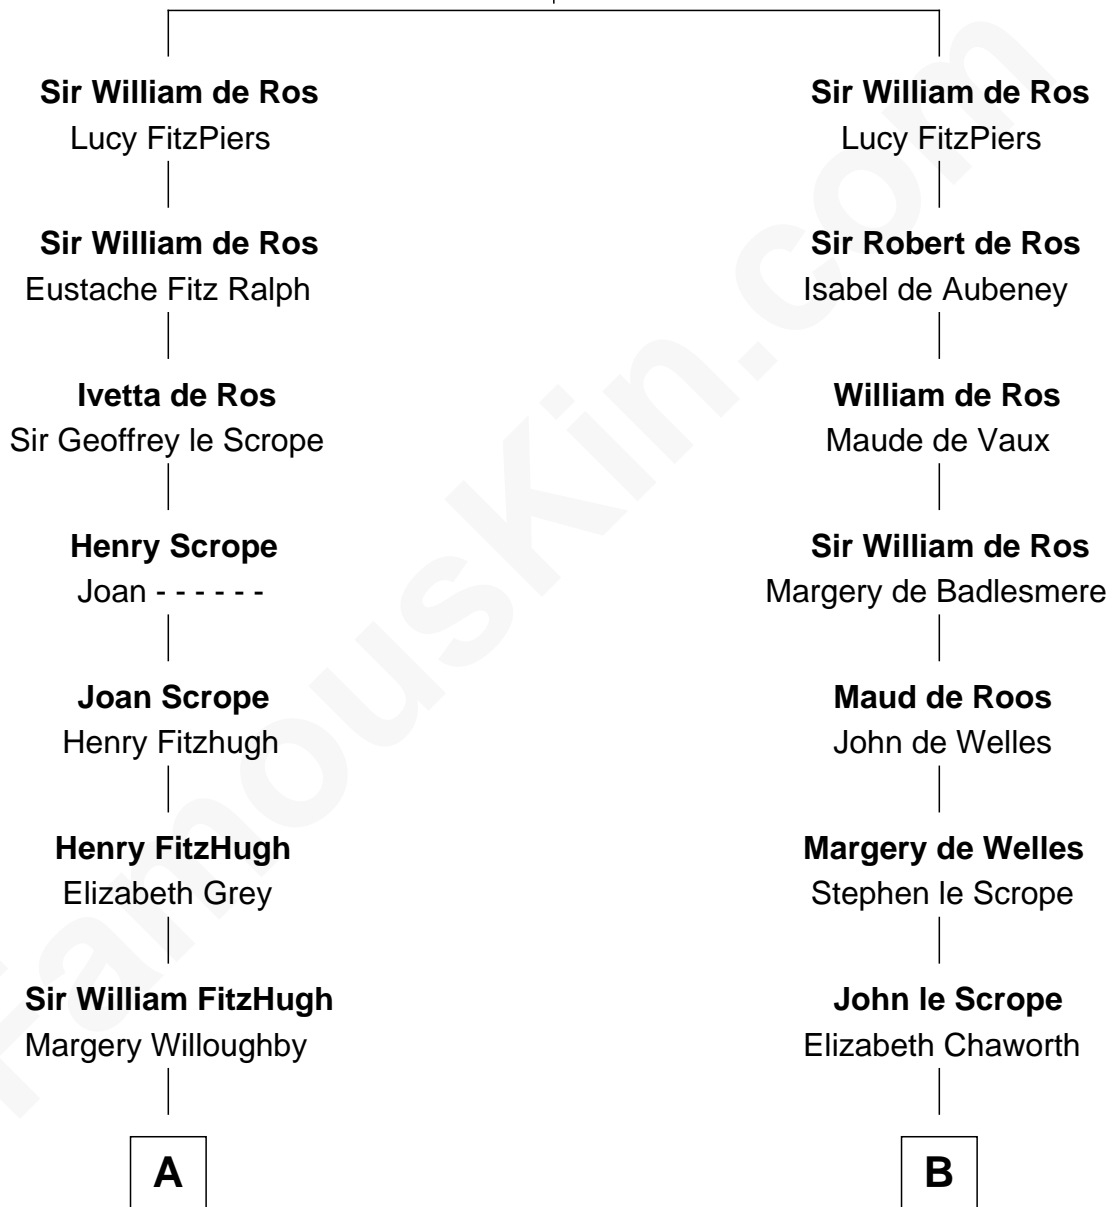 Sir William de Ros
Lucy FitzPiers
Sir William de Ros
Eustache Fitz Ralph
Ivetta de Ros
Sir Geoffrey le Scrope
Henry Scrope
Joan - - - - - -
Joan Scrope
Henry Fitzhugh
Henry FitzHugh
Elizabeth Grey
Sir William FitzHugh
Margery Willoughby
A
Sir William de Ros
Lucy FitzPiers
Sir Robert de Ros
Isabel de Aubeney
William de Ros
Maude de Vaux
Sir William de Ros
Margery de Badlesmere
Maud de Roos
John de Welles
Margery de Welles
Stephen le Scrope
John le Scrope
Elizabeth Chaworth
B
FamousKin.com